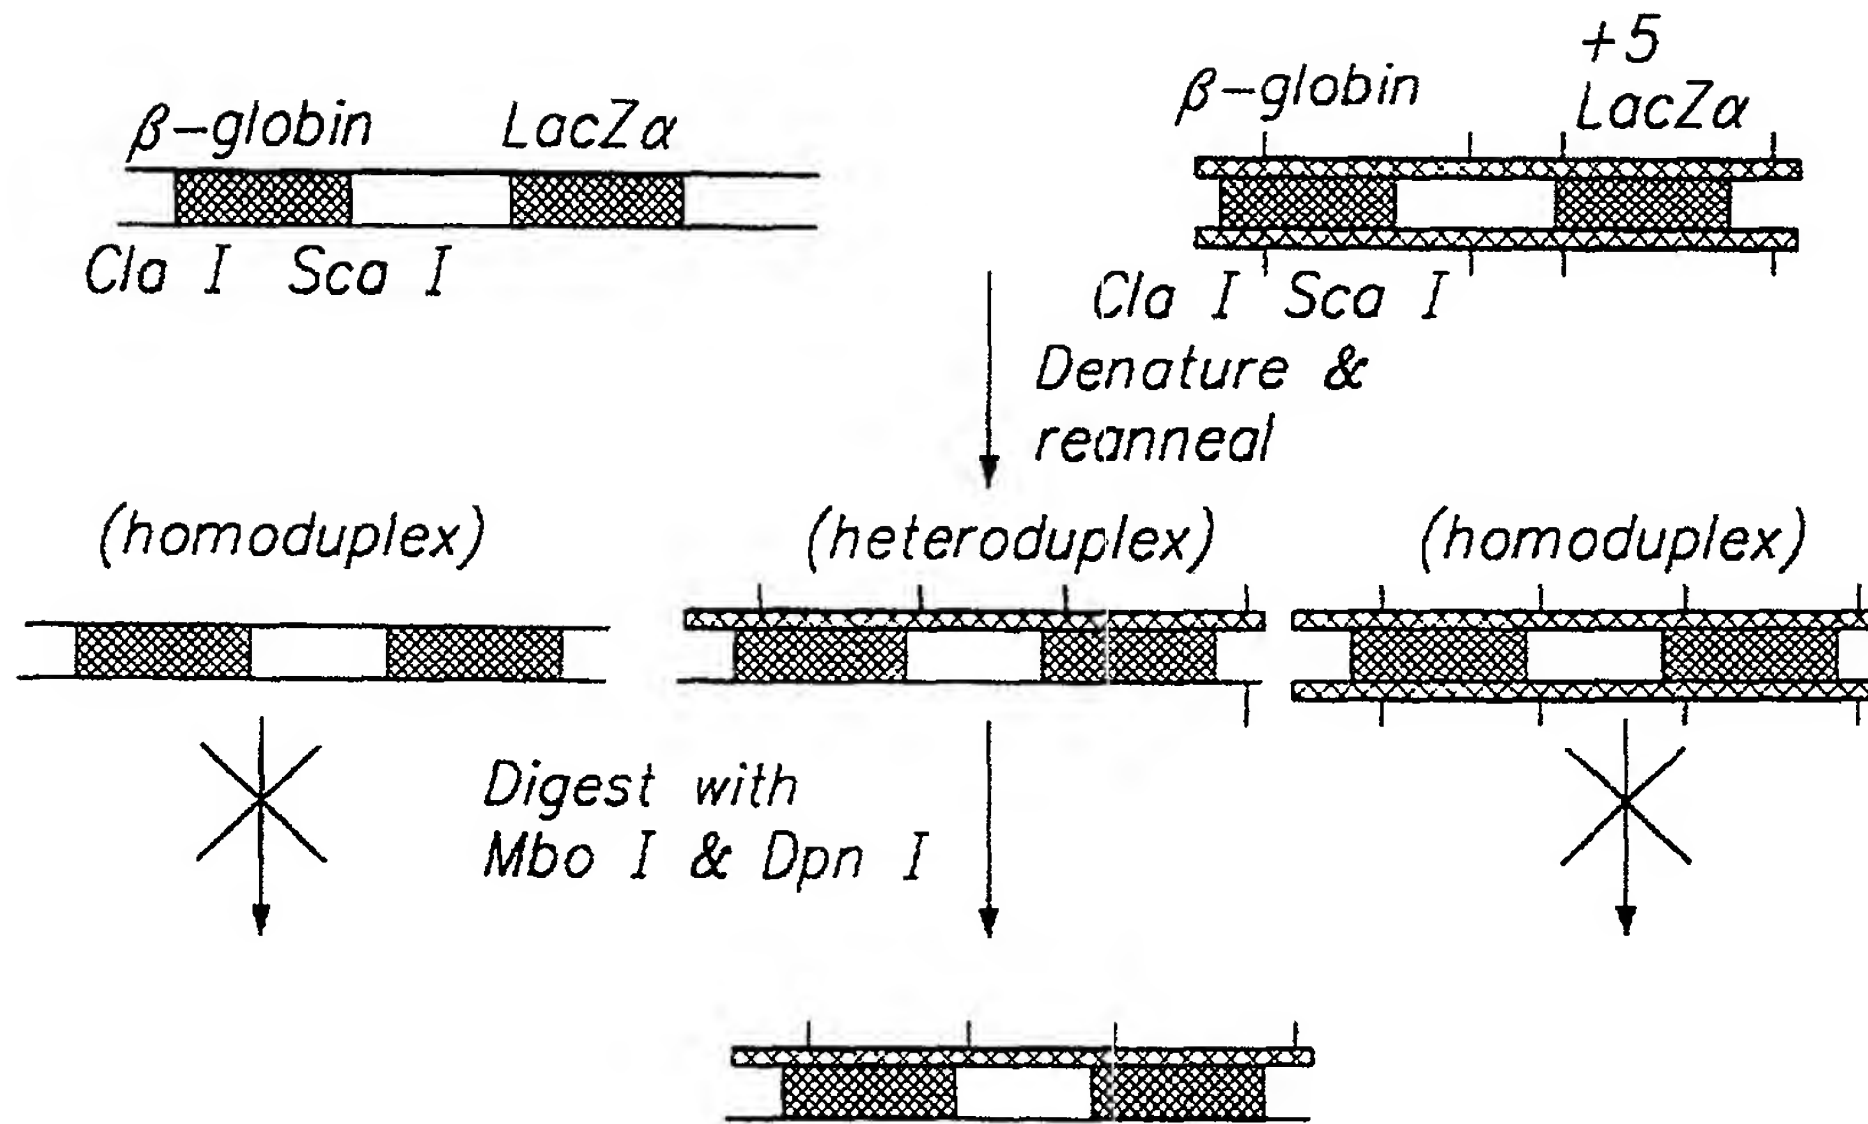 β-globin LacZα
Cla I Sca I
β-globin
+5
LacZα
Cla I Sca I
Denature &
reanneal
(homoduplex)
(heteroduplex)
(homoduplex)
Digest with
Mbo I & Dpn I